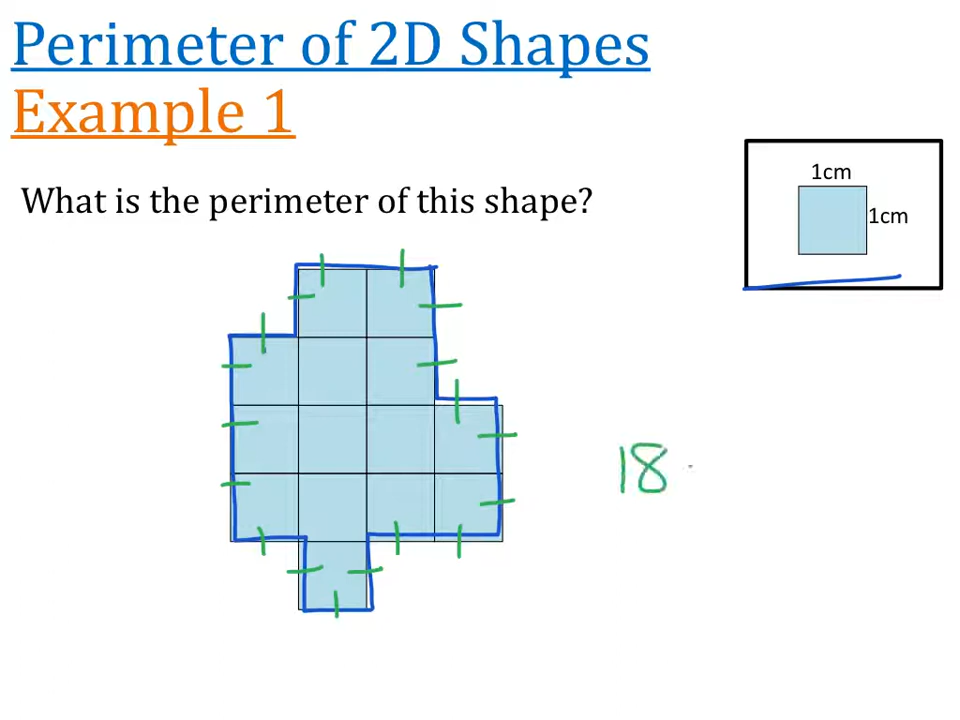 Perimeter of 2D Shapes
Example 1
What is the perimeter of this shape?
1cm
1cm
18